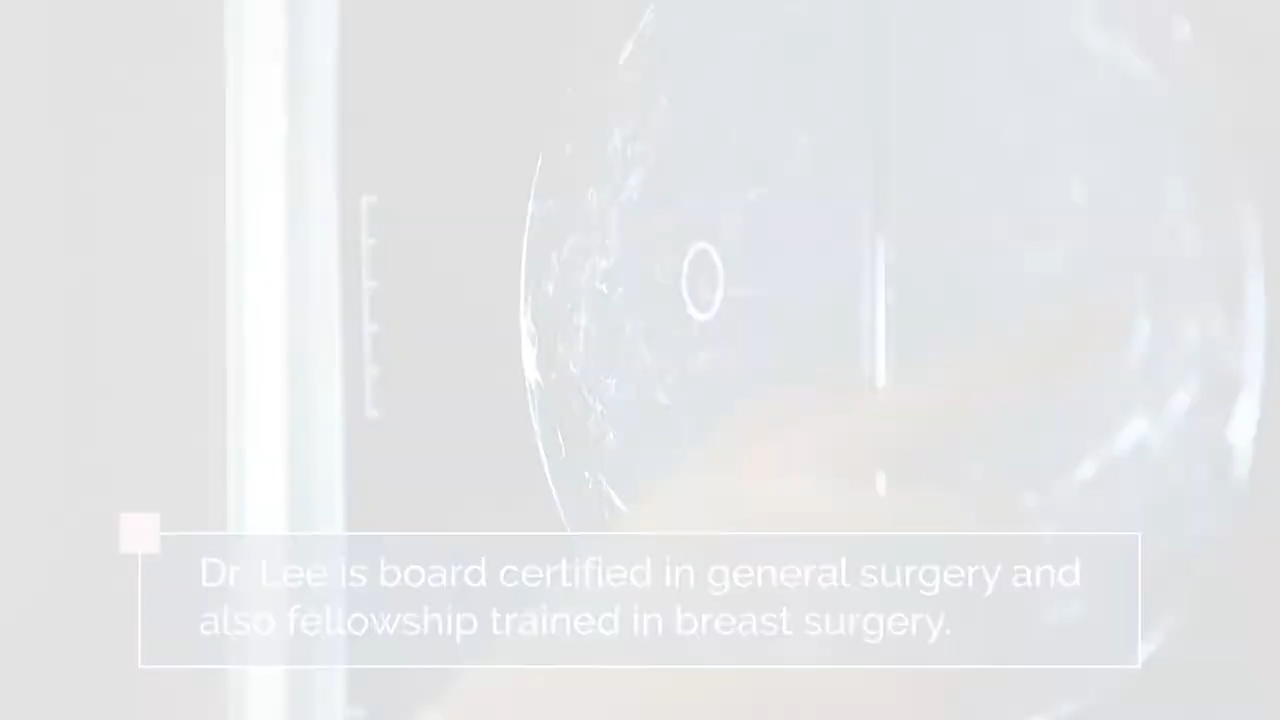 Dr. Lee is board certified in general surgery and
also fellowship trained in breast surgery.